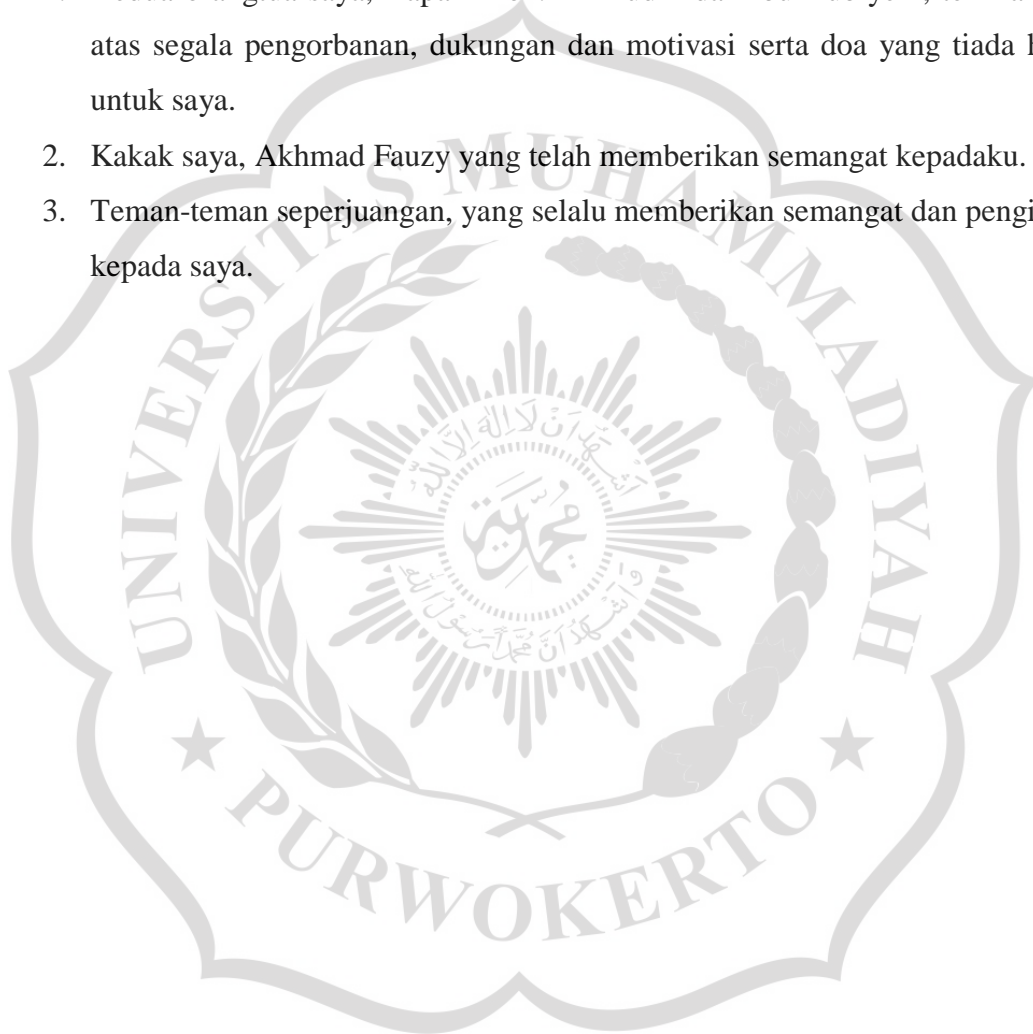 atas segala pengorbanan, dukungan dan motivasi serta doa yang tiada
untuk saya.
2. Kakak saya, Akhmad Fauzy yang telah memberikan semangat kepadaku.
3. Teman-teman seperjuangan, yang selalu memberikan semangat dan
kepada saya.
UNIVERSITAS MUHAMMADIYAH
PURWOKERTO